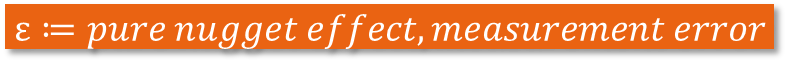 ε ≔ pure nugget effect, measurement error